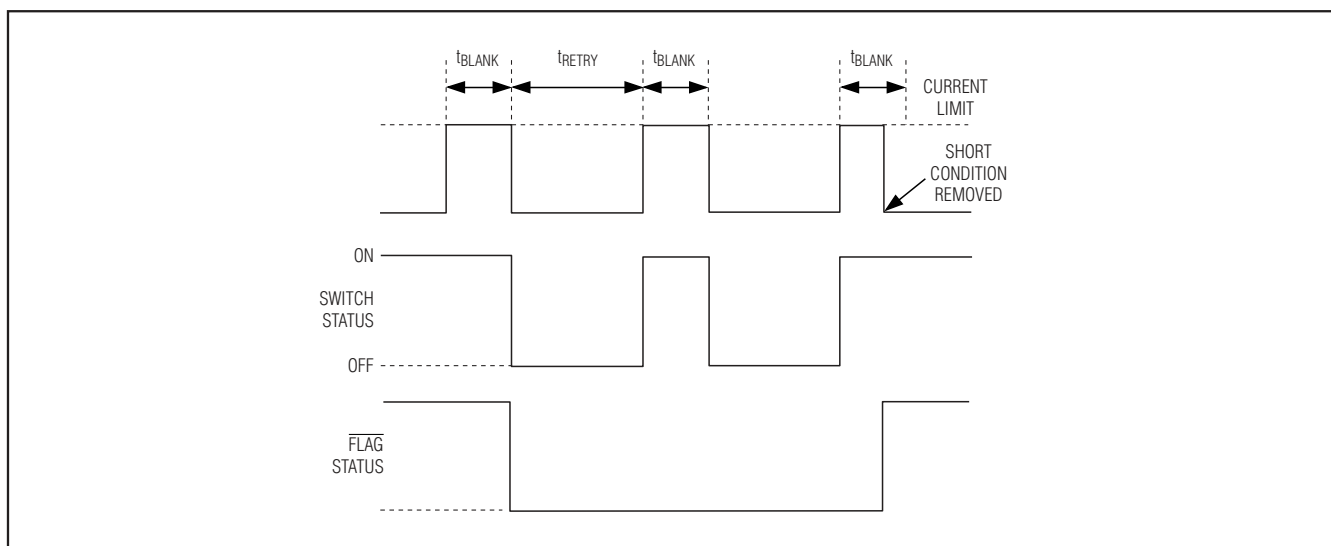 tBLANK tRETRY tBLANK tBLANK
CURRENT
LIMIT
SHORT
CONDITION
REMOVED
ON
SWITCH
STATUS
OFF
FLAG
STATUS